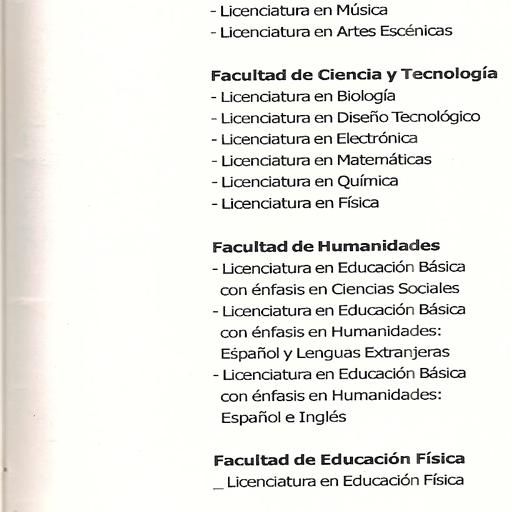 - Licenciatura en Música
- Licenciatura en Artes Escénicas
Facultad de Ciencia y Tecnología
- Licenciatura en Biología
- Licenciatura en Diseño Tecnológico
- Licenciatura en Electrónica
- Licenciatura en Matemáticas
- Licenciatura en Química
- Licenciatura en Física
Facultad de Humanidades
- Licenciatura en Educación Básica
con énfasis en Ciencias Sociales
- Licenciatura en Educación Básica
con énfasis en Humanidades:
Español y Lenguas Extranjeras
- Licenciatura en Educación Básica
con énfasis en Humanidades:
Español e Inglés
Facultad de Educación Física
_ Licenciatura en Educación Física